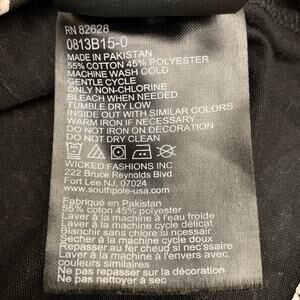 RN 82628
0813B15-0
MADE IN PAKISTAN
55% COTTON 45% POLYESTER
MACHINE WASH COLD
GENTLE CYCLE
ONLY NON-CHLORINE
BLEACH WHEN NEEDED
TUMBLE DRY LOW
INSIDE OUT WITH SIMILAR COLORS
WARM IRON IF NECESSARY
DO NOT IRON ON DECORATION
DO NOT DRY CLEAN
WICKED FASHIONS INC
222 Bruce Reynolds Blvd
Fort Lee NJ, 07024
www.southpole-usa.com
Fabriqué en Pakistan
55% coton 45% polyester
Laver à la machine à l'eau froide
Laver à la machine cycle délicat
Blanchir sans chlore si nécessaire
Sécher à la machine cycle doux
Repasser au fer chaud si nécessaire
Laver à la machine à l'envers avec
couleurs similaires
Ne pas repasser sur la décoration
Ne pas nettoyer à sec